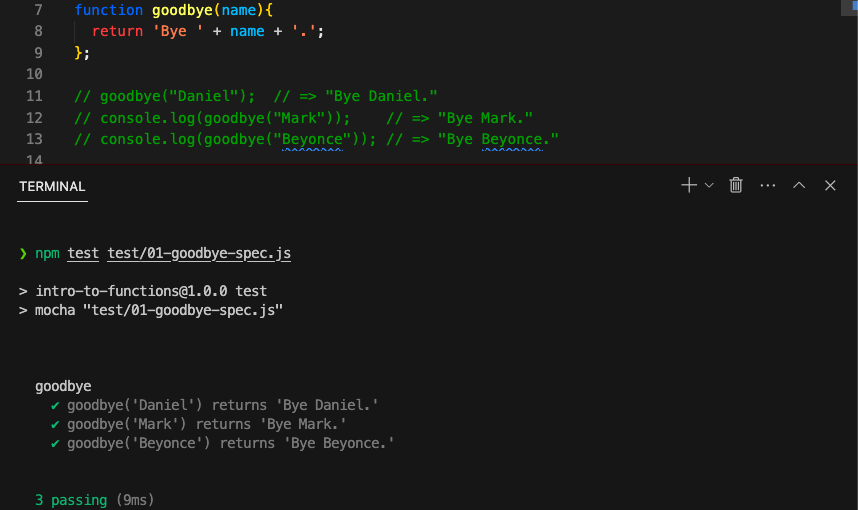 7 function goodbye(name){
8 return 'Bye ' + name + '.';
9 };
10
11 // goodbye("Daniel");  // => "Bye Daniel."
12 // console.log(goodbye("Mark"));    // => "Bye Mark."
13 // console.log(goodbye("Beyonce")); // => "Bye Beyonce."
14
TERMINAL
❯ npm test test/01-goodbye-spec.js
> intro-to-functions@1.0.0 test
> mocha "test/01-goodbye-spec.js"
goodbye
✔ goodbye('Daniel') returns 'Bye Daniel.'
✔ goodbye('Mark') returns 'Bye Mark.'
✔ goodbye('Beyonce') returns 'Bye Beyonce.'
3 passing (9ms)